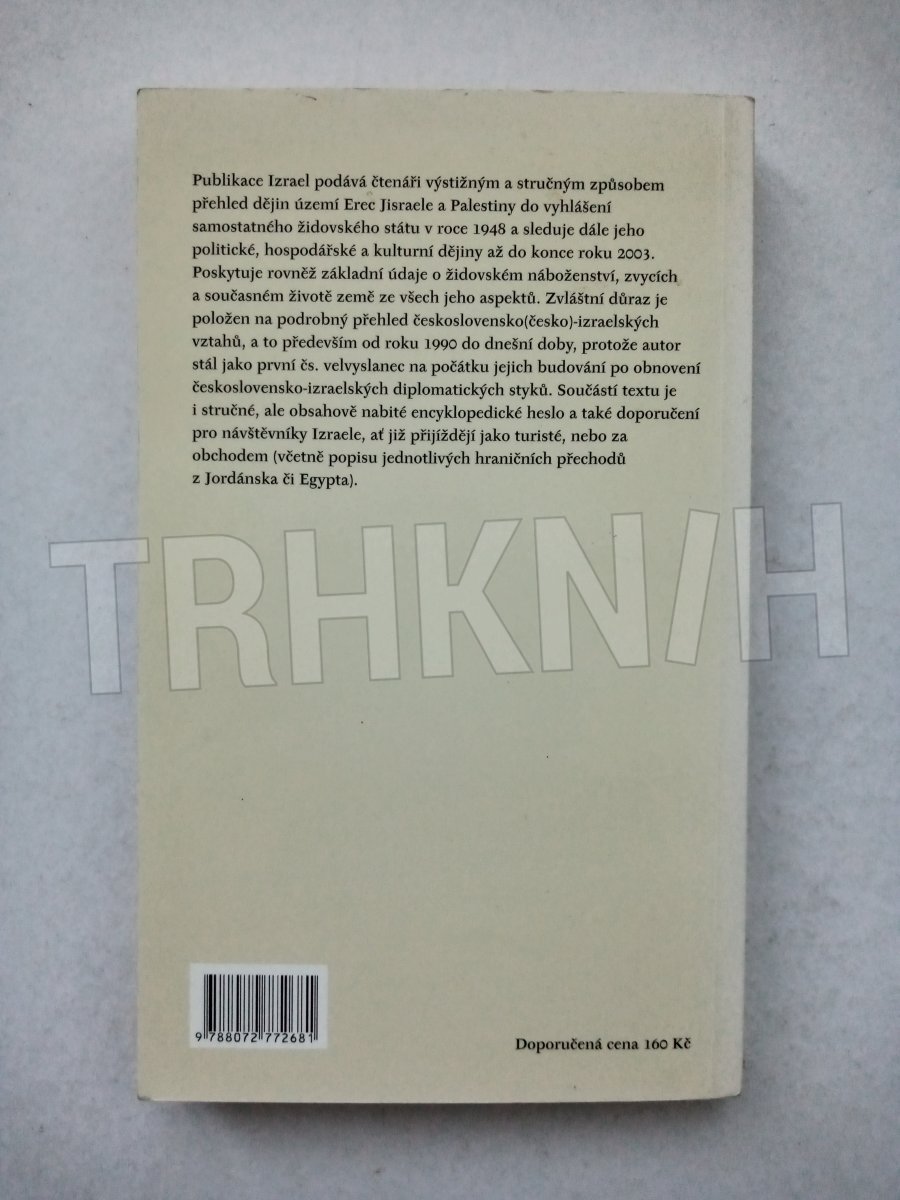 Publikace Izrael podává čtenáři výstižným a stručným způsobem
přehled dějin území Erec Jisraele a Palestiny do vyhlášení
samostatného židovského státu v roce 1948 a sleduje dále jeho
politické, hospodářské a kulturní dějiny až do konce roku 2003.
Poskytuje rovněž základní údaje o židovském náboženství, zvycích
a současném životě země ze všech jeho aspektů. Zvláštní důraz je
položen na podrobný přehled československo(česko)-izraelských
vztahů, a to především od roku 1990 do dnešní doby, protože autor
stál jako první čs. velvyslanec na počátku jejich budování po obnovení
československo-izraelských diplomatických styků. Součástí textu je
i stručné, ale obsahově nabité encyklopedické heslo a také doporučení
pro návštěvníky Izraele, ať již přijíždějí jako turisté, nebo za
obchodem (včetně popisu jednotlivých hraničních přechodů
z Jordánska či Egypta).
TRHKNIH
9 788072 772681
Doporučená cena 160 Kč